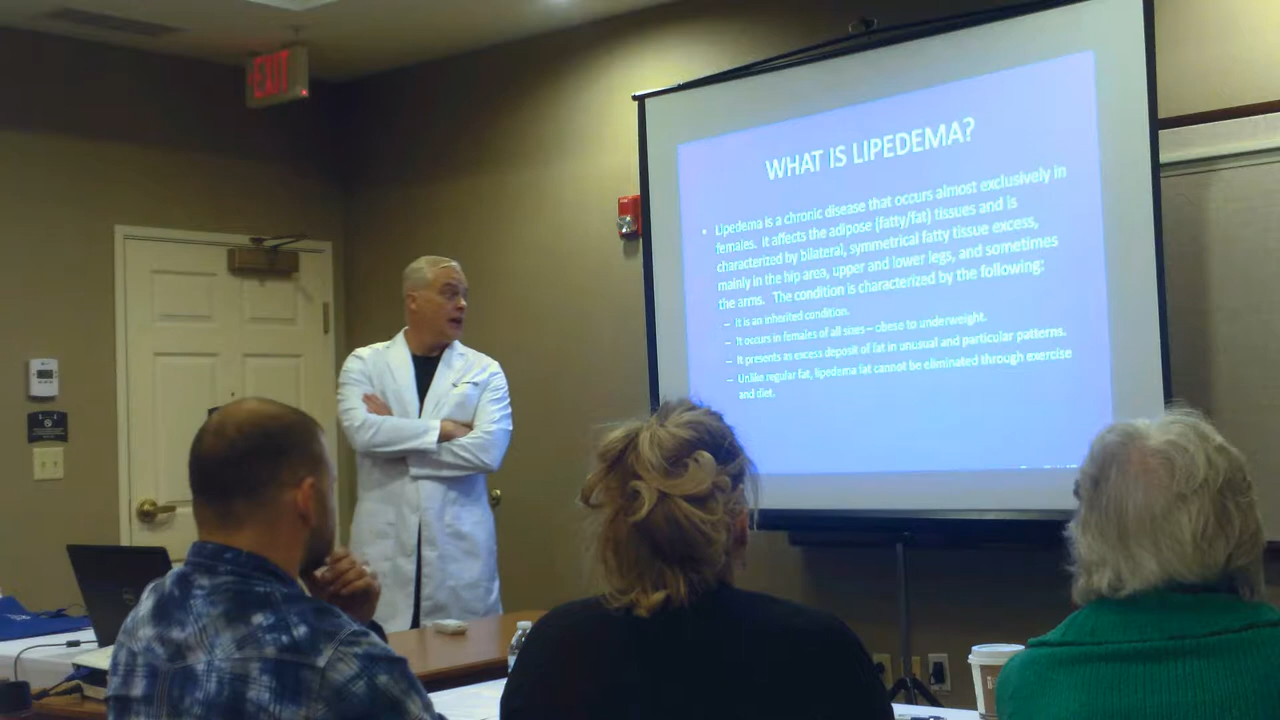 EXIT
WHAT IS LIPEDEMA?
• Lipedema is a chronic disease that occurs almost exclusively in
females. It affects the adipose (fatty/fat) tissues and is
characterized by bilateral, symmetrical fatty tissue excess,
mainly in the hip area, upper and lower legs, and sometimes
the arms. The condition is characterized by the following:
– It is an inherited condition.
– It occurs in females of all sizes – obese to underweight.
– It presents as excess deposit of fat in unusual and particular patterns.
– Unlike regular fat, lipedema fat cannot be eliminated through exercise
and diet.